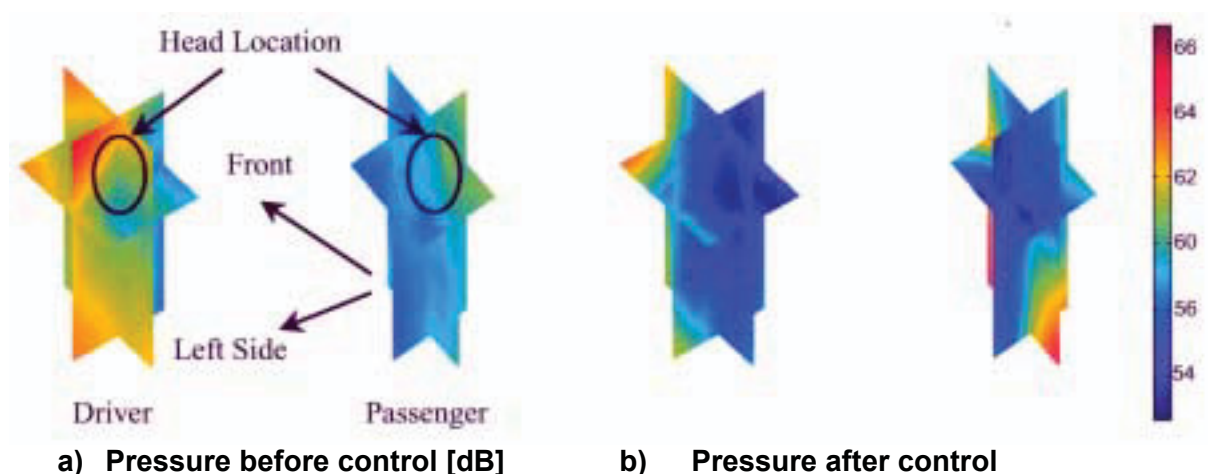 Head Location
Front
Left Side
Driver
Passenger
66
64
62
60
56
54
a) Pressure before control [dB]
b) Pressure after control